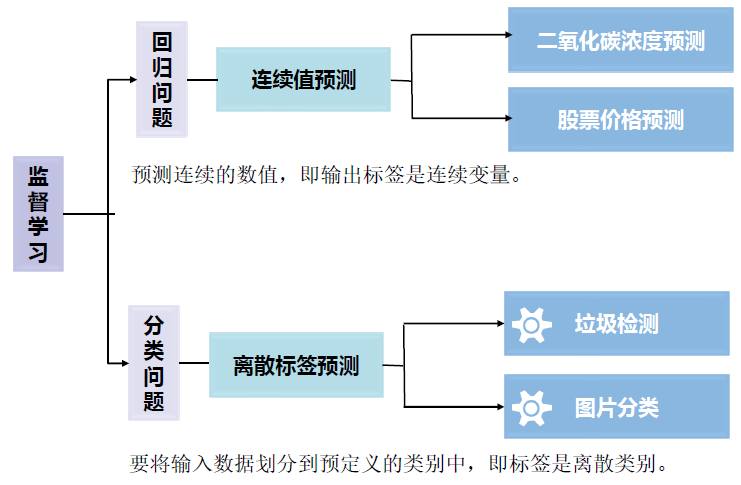 监督学习
回归问题
连续值预测
二氧化碳浓度预测
股票价格预测
预测连续的数值，即输出标签是连续变量。
分类问题
离散标签预测
垃圾检测
图片分类
要将输入数据划分到预定义的类别中，即标签是离散类别。